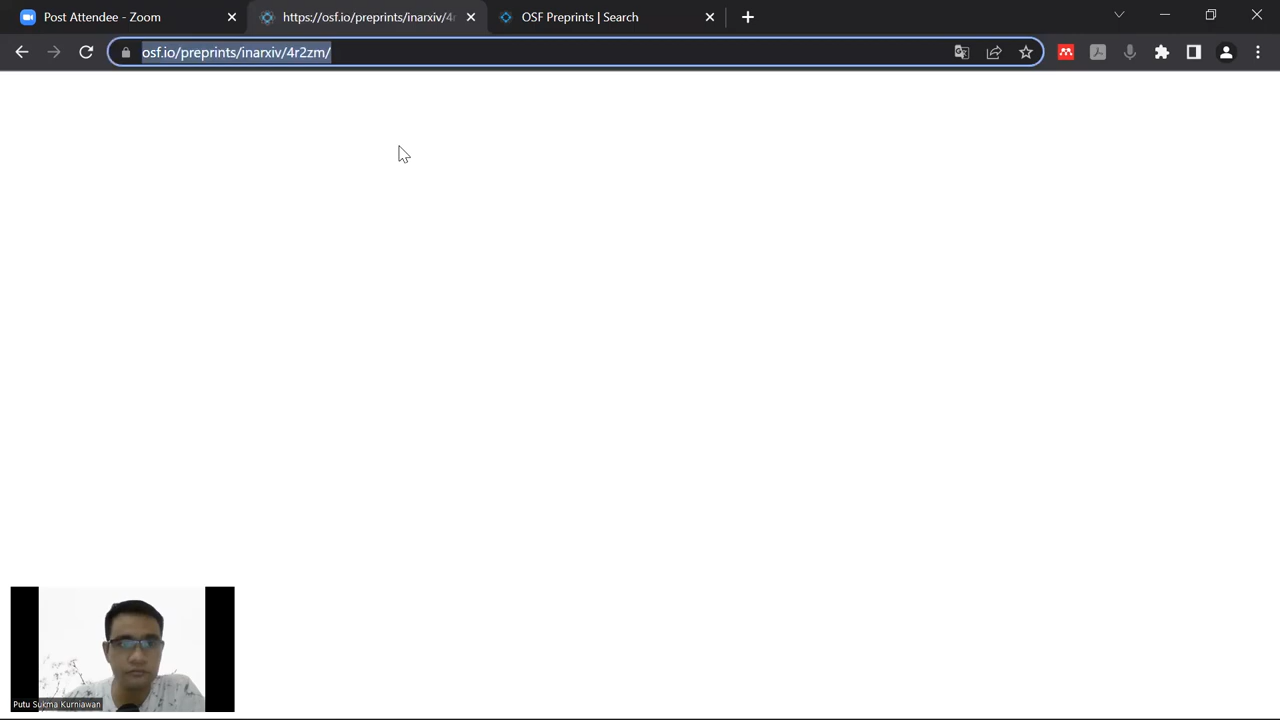 Post Attendee - Zoom
https://osf.io/preprints/inarxiv/4r
OSF Preprints | Search
osf.io/preprints/inarxiv/4r2zm/
Putu Sukma Kurniawan